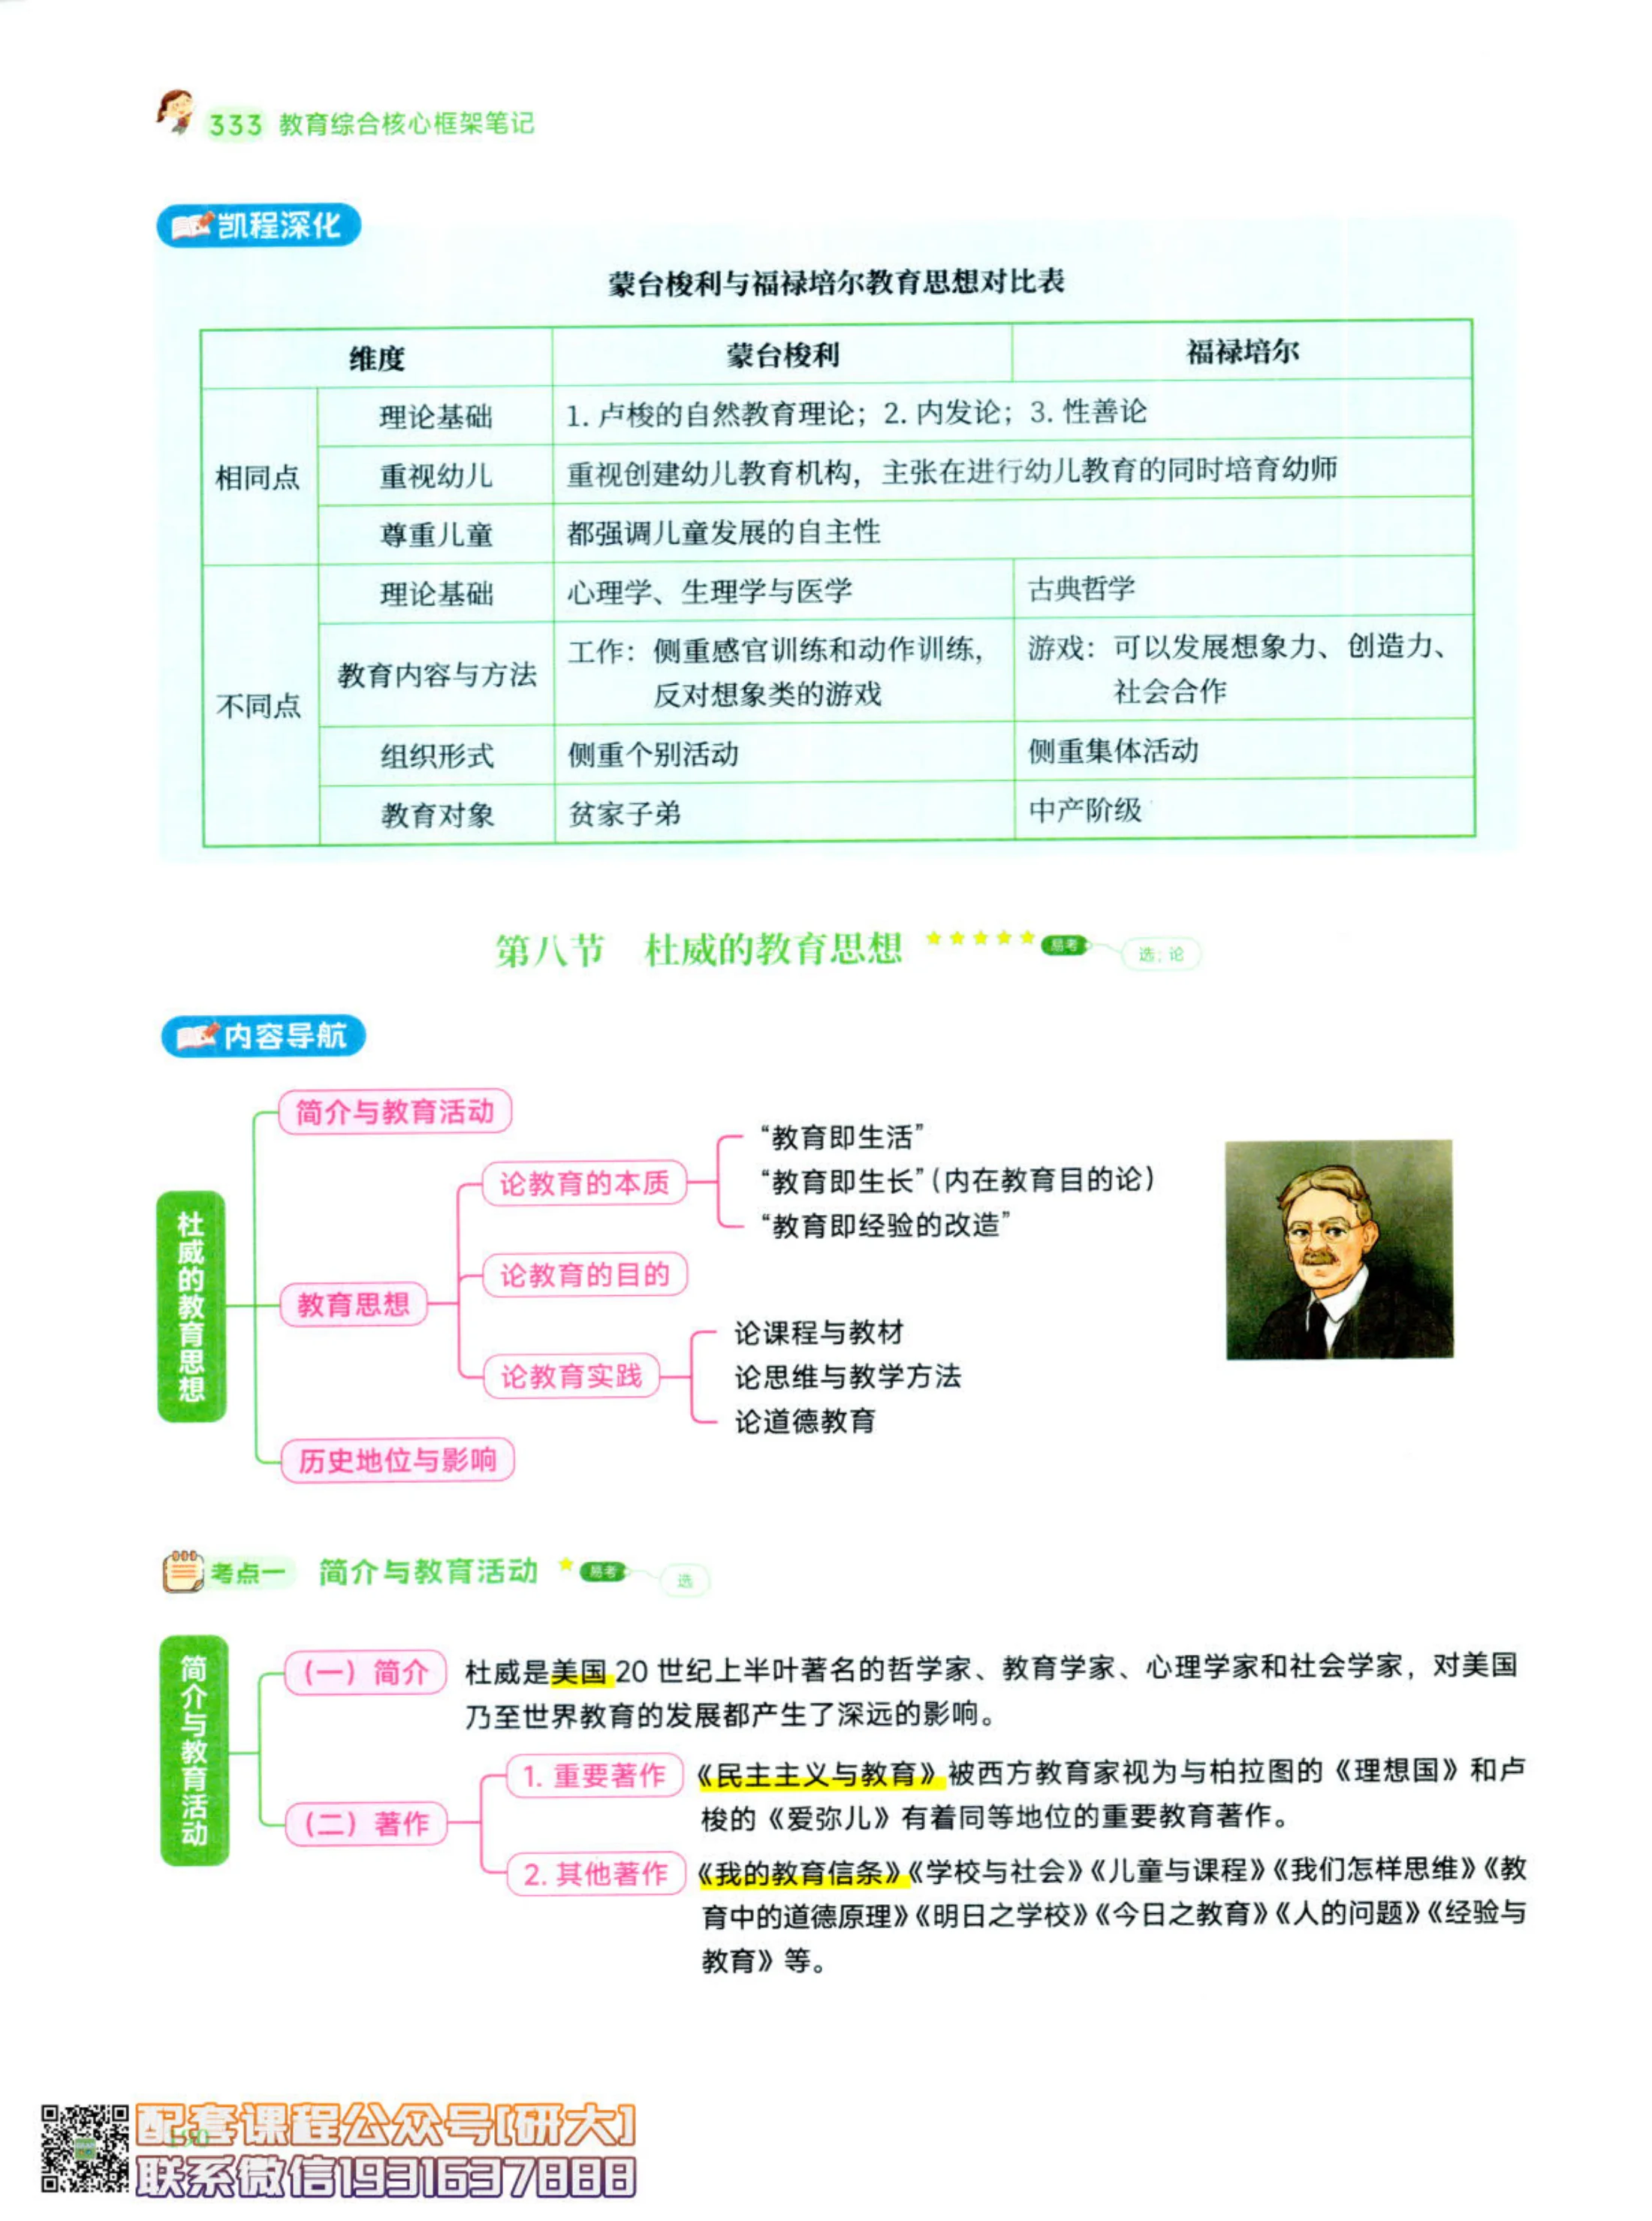 333 教育综合核心框架笔记
凯程深化
蒙台梭利与福禄培尔教育思想对比表
维度 蒙台梭利 福禄培尔
相同点
理论基础 1. 卢梭的自然教育理论；2. 内发论；3. 性善论
重视幼儿 重视创建幼儿教育机构，主张在进行幼儿教育的同时培育幼师
尊重儿童 都强调儿童发展的自主性
不同点
理论基础 心理学、生理学与医学 古典哲学
教育内容与方法 工作：侧重感官训练和动作训练，反对想象类的游戏 游戏：可以发展想象力、创造力、社会合作
组织形式 侧重个别活动 侧重集体活动
教育对象 贫家子弟 中产阶级
第八节 杜威的教育思想 易考 选；论
内容导航
杜威的教育思想
简介与教育活动
教育思想
论教育的本质
“教育即生活”
“教育即生长”（内在教育目的论）
“教育即经验的改造”
论教育的目的
论教育实践
论课程与教材
论思维与教学方法
论道德教育
历史地位与影响
考点一 简介与教育活动 易考 选
简介与教育活动
（一）简介 杜威是美国 20 世纪上半叶著名的哲学家、教育学家、心理学家和社会学家，对美国
乃至世界教育的发展都产生了深远的影响。
（二）著作
1. 重要著作 《民主主义与教育》被西方教育家视为与柏拉图的《理想国》和卢
梭的《爱弥儿》有着同等地位的重要教育著作。
2. 其他著作 《我的教育信条》《学校与社会》《儿童与课程》《我们怎样思维》《教
育中的道德原理》《明日之学校》《今日之教育》《人的问题》《经验与
教育》等。
配套课程公众号[研大]
联系微信1931637888